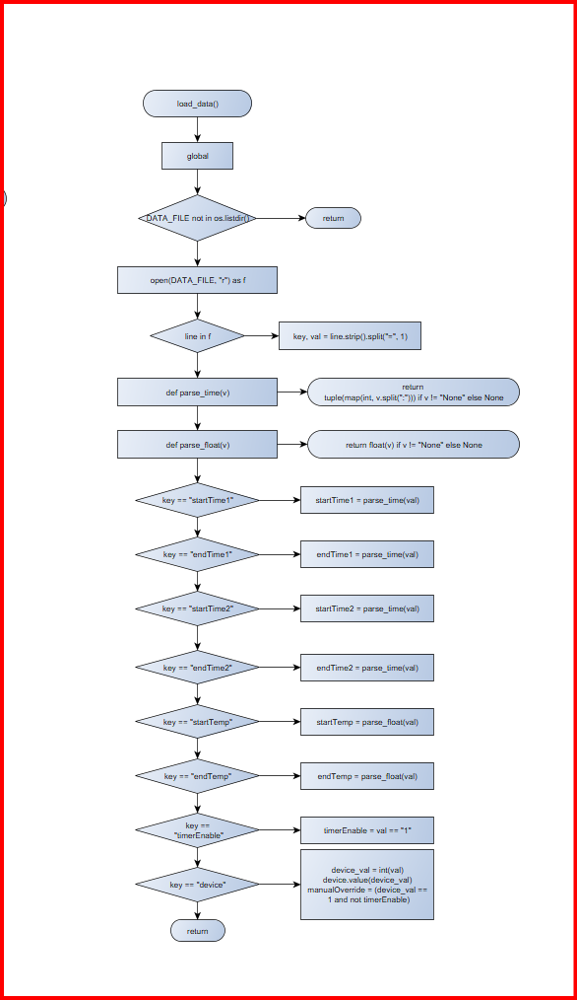 load_data()
global
DATA_FILE not in os.listdir()
return
open(DATA_FILE, "r") as f
line in f
key, val = line.strip().split("=", 1)
def parse_time(v)
return
tuple(map(int, v.split(":"))) if v != "None" else None
def parse_float(v)
return float(v) if v != "None" else None
key == "startTime1"
startTime1 = parse_time(val)
key == "endTime1"
endTime1 = parse_time(val)
key == "startTime2"
startTime2 = parse_time(val)
key == "endTime2"
endTime2 = parse_time(val)
key == "startTemp"
startTemp = parse_float(val)
key == "endTemp"
endTemp = parse_float(val)
key ==
"timerEnable"
timerEnable = val == "1"
key == "device"
device_val = int(val)
device.value(device_val)
manualOverride = (device_val ==
1 and not timerEnable)
return